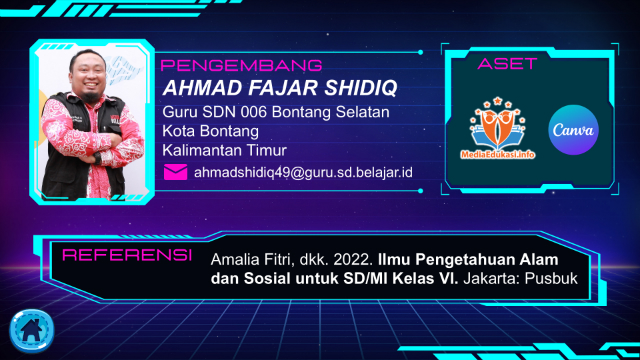 PENGEMBANG
AHMAD FAJAR SHIDIQ
Guru SDN 006 Bontang Selatan
Kota Bontang
Kalimantan Timur
ahmadshidiq49@guru.sd.belajar.id
ASET
MediaEdukasi.info
Canva
REFERENSI
Amalia Fitri, dkk. 2022. Ilmu Pengetahuan Alam
dan Sosial untuk SD/MI Kelas VI. Jakarta: Pusbuk